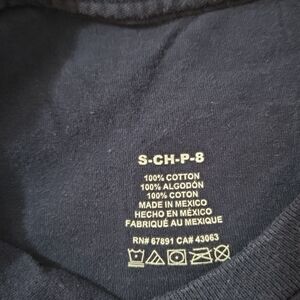 S-CH-P-8
100% COTTON
100% ALGODÓN
100% COTON
MADE IN MEXICO
HECHO EN MÉXICO
FABRIQUÉ AU MEXIQUE
RN# 67891 CA# 43063